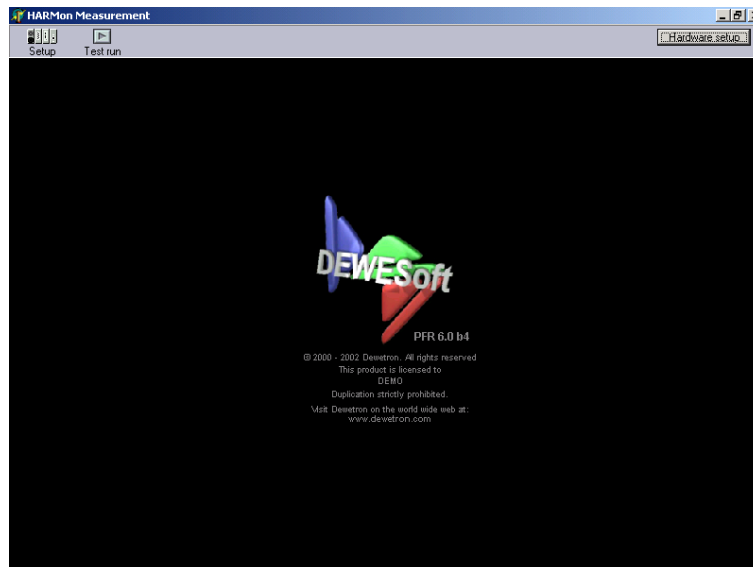 HARMon Measurement
Setup
Test run
Hardware setup
DEWESoft
PFR 6.0 b4
© 2000 - 2002 Dewetron. All rights reserved
This product is licensed to
DEMO
Duplication strictly prohibited.
Visit Dewetron on the world wide web at:
www.dewetron.com